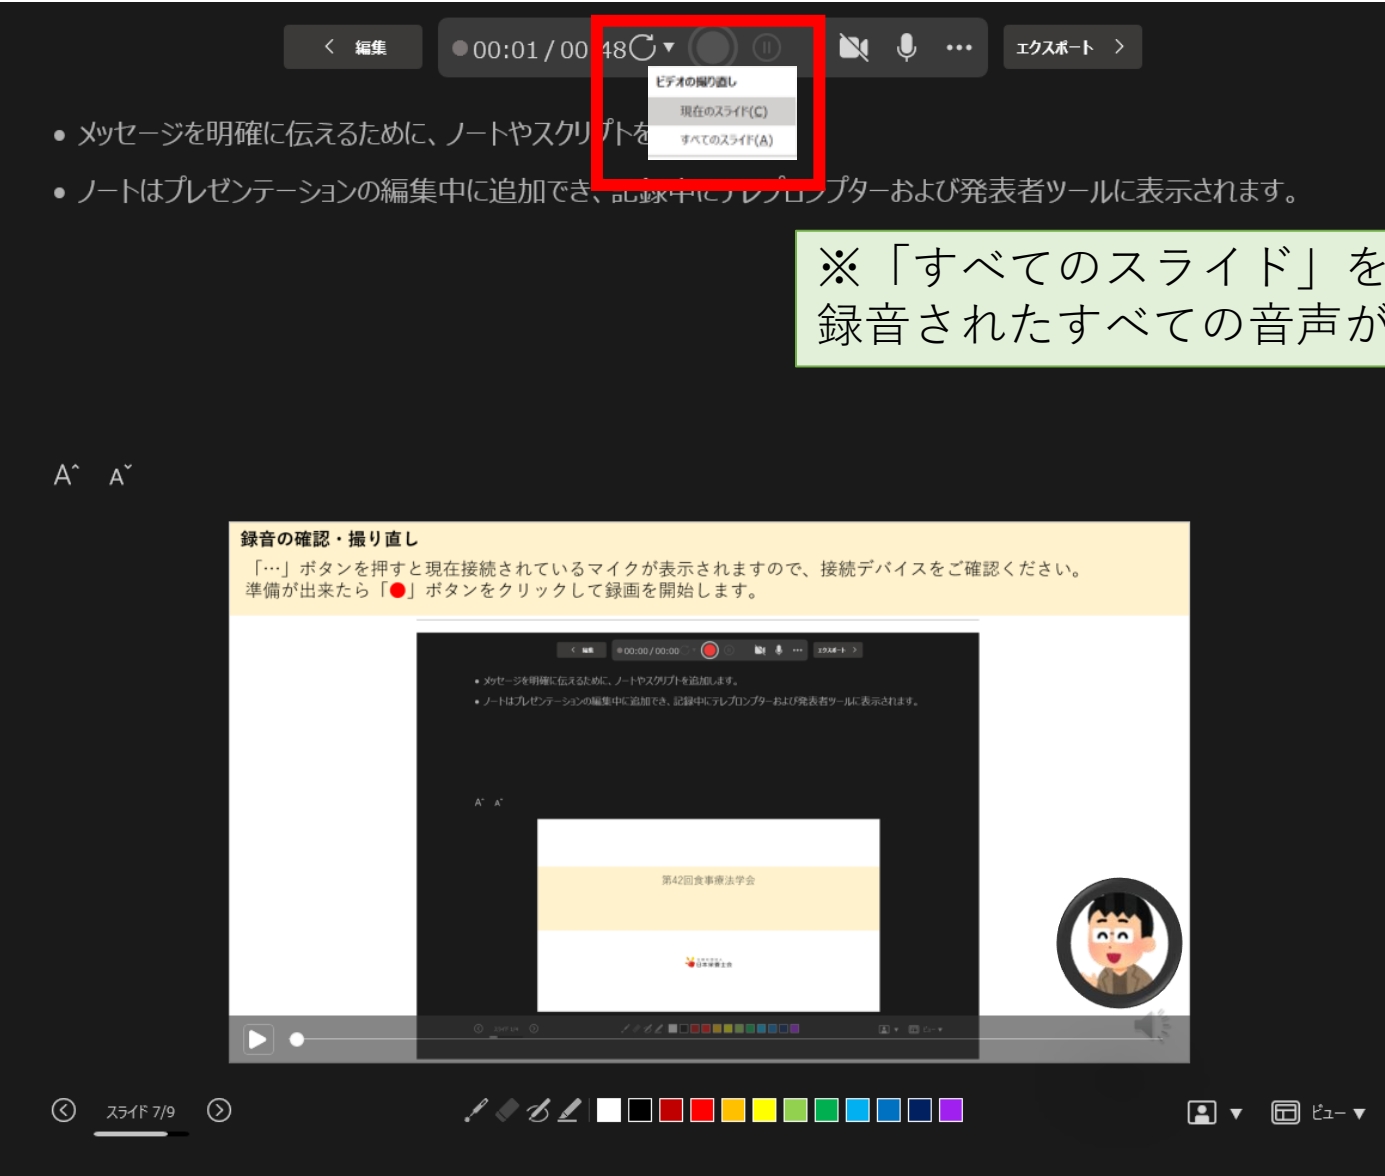 編集
00:01 / 00:48
エクスポート
ビデオの撮り直し
現在のスライド(C)
すべてのスライド(A)
• メッセージを明確に伝えるために、ノートやスクリプトを
• ノートはプレゼンテーションの編集中に追加でき、記録中にテレプロンプターおよび発表者ツールに表示されます。
※「すべてのスライド」を
録音されたすべての音声が
A^ Aˇ
録音の確認・撮り直し
「…」ボタンを押すと現在接続されているマイクが表示されますので、接続デバイスをご確認ください。
準備が出来たら「●」ボタンをクリックして録画を開始します。
編集
00:00 / 00:00
エクスポート
• メッセージを明確に伝えるために、ノートやスクリプトを追加します。
• ノートはプレゼンテーションの編集中に追加でき、記録中にテレプロンプターおよび発表者ツールに表示されます。
A^ Aˇ
第42回食事療法学会
日本栄養士会
スライド 7/9
ビュー